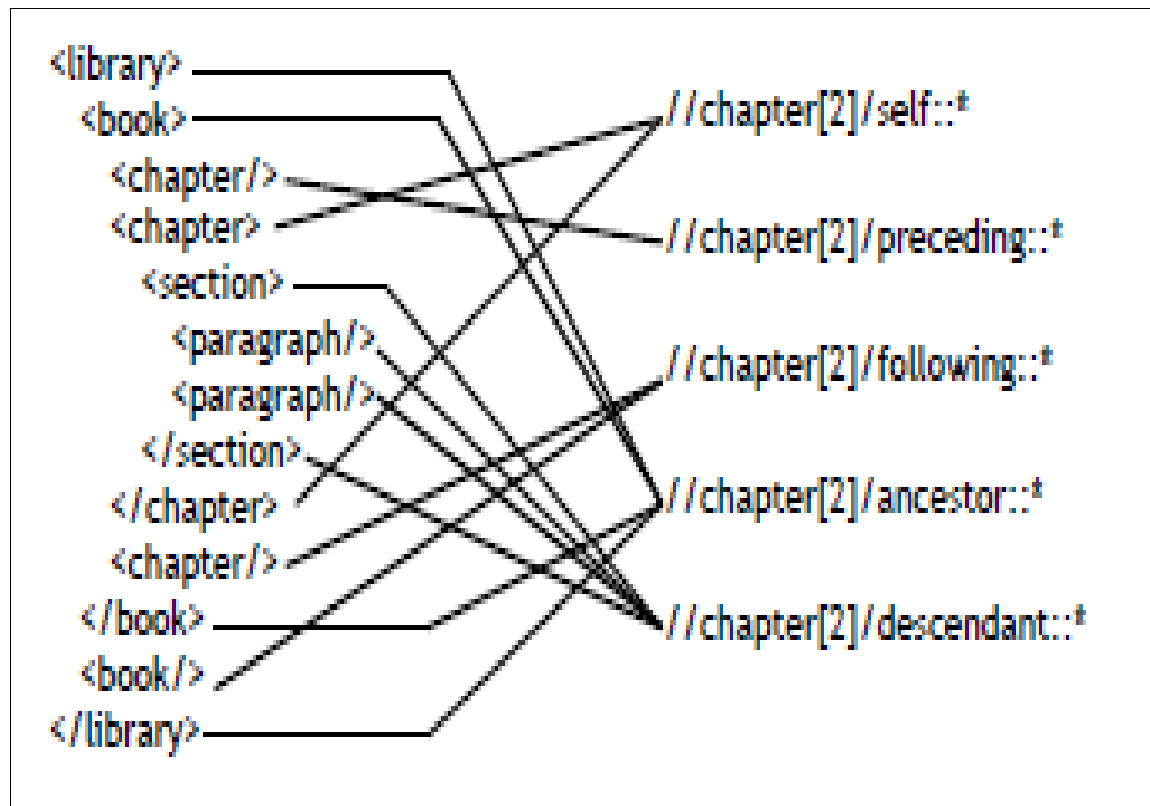 <library>
<book>
<chapter/>
<chapter>
<section>
<paragraph/>
<paragraph/>
</section>
</chapter>
<chapter/>
</book>
<book/>
</library>
//chapter[2]/self::*
//chapter[2]/preceding::*
//chapter[2]/following::*
//chapter[2]/ancestor::*
//chapter[2]/descendant::*